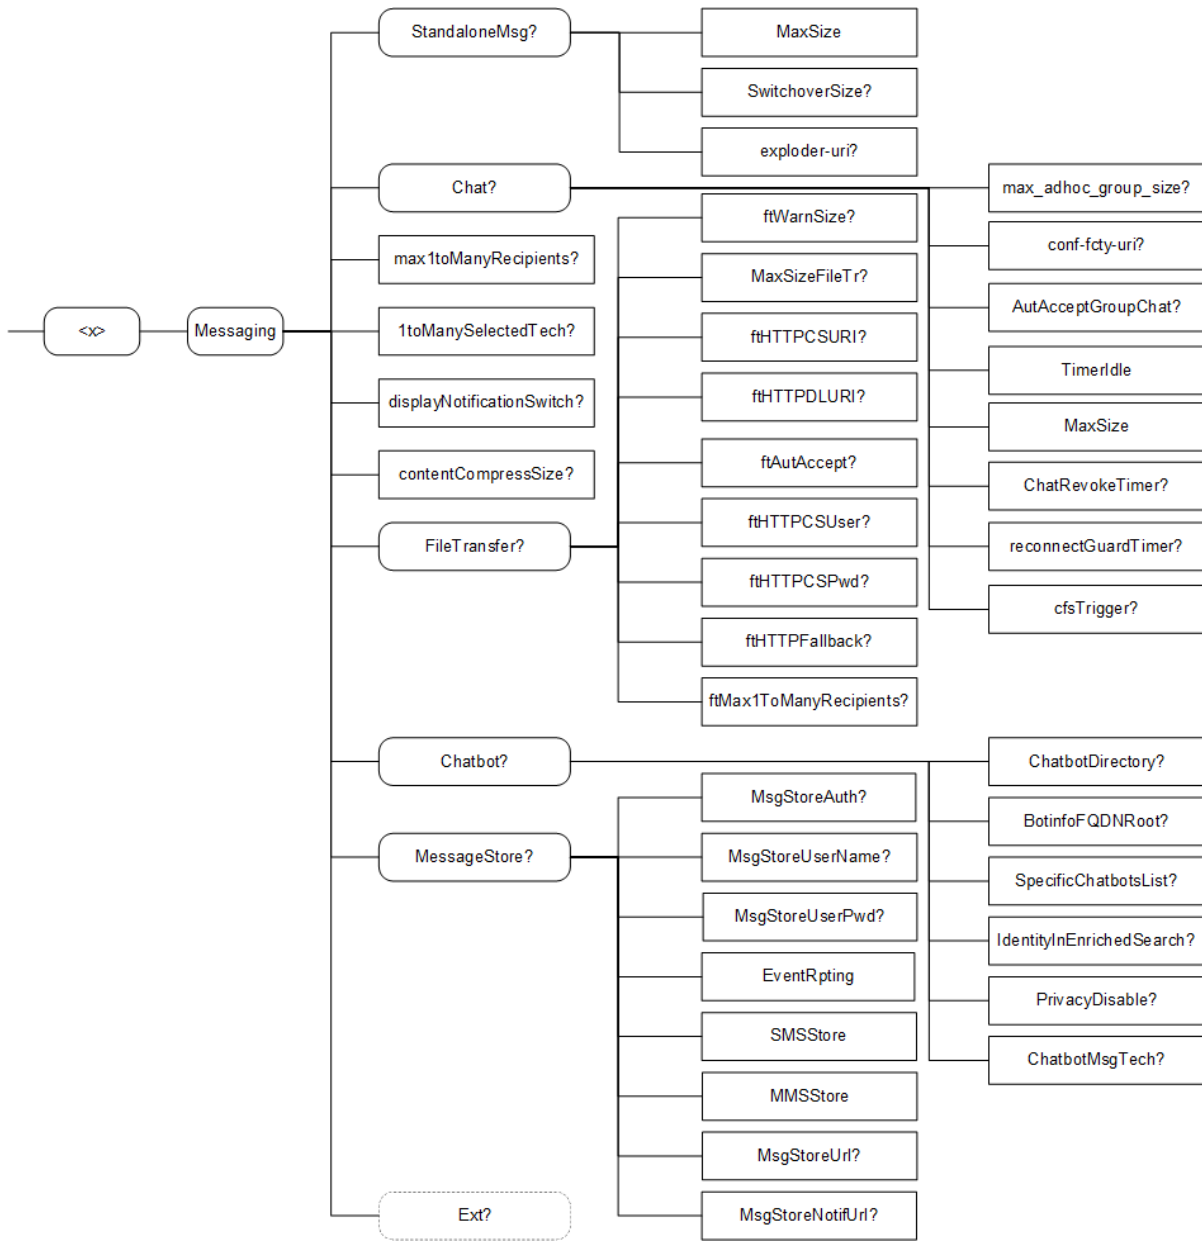 <x>
Messaging
StandaloneMsg?
MaxSize
SwitchoverSize?
exploder-uri?
Chat?
max_adhoc_group_size?
conf-fcty-uri?
AutAcceptGroupChat?
TimerIdle
MaxSize
ChatRevokeTimer?
reconnectGuardTimer?
cfsTrigger?
max1toManyRecipients?
1toManySelectedTech?
displayNotificationSwitch?
contentCompressSize?
FileTransfer?
ftWarnSize?
MaxSizeFileTr?
ftHTTPCSURI?
ftHTTPDLURI?
ftAutAccept?
ftHTTPCSUser?
ftHTTPCSPwd?
ftHTTPFallback?
ftMax1ToManyRecipients?
Chatbot?
ChatbotDirectory?
BotinfoFQDNRoot?
SpecificChatbotsList?
IdentityInEnrichedSearch?
PrivacyDisable?
ChatbotMsgTech?
MessageStore?
MsgStoreAuth?
MsgStoreUserName?
MsgStoreUserPwd?
EventRpting
SMSStore
MMSStore
MsgStoreUrl?
MsgStoreNotifUrl?
Ext?